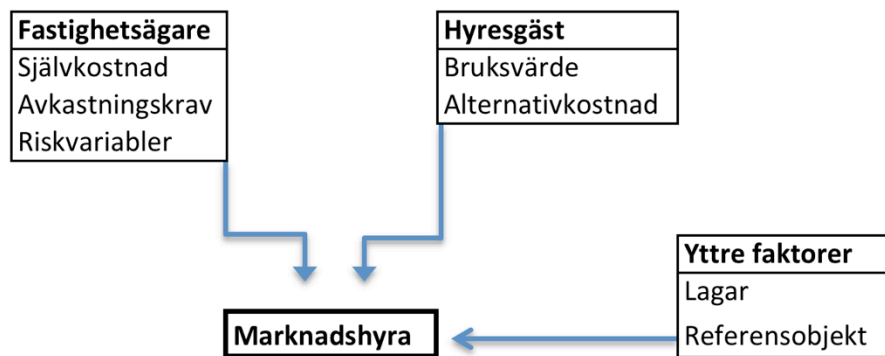 Fastighetsägare
Självkostnad
Avkastningskrav
Riskvariabler
Hyresgäst
Bruksvärde
Alternativkostnad
Yttre faktorer
Lagar
Referensobjekt
Marknadshyra